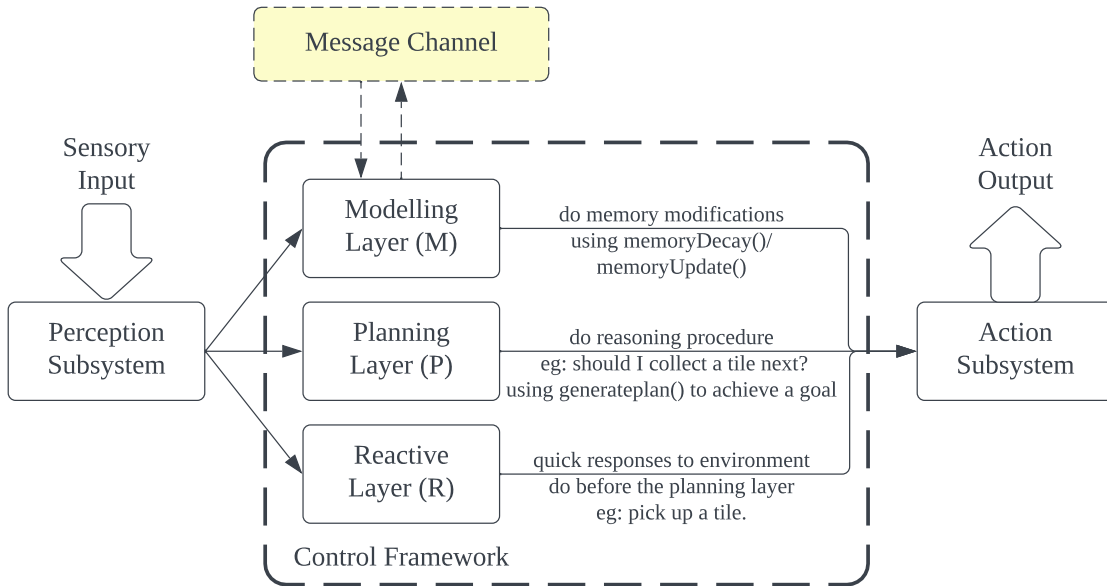 Message Channel
Sensory
Input
Action
Output
Modelling
Layer (M)
do memory modifications
using memoryDecay()/
memoryUpdate()
Perception
Subsystem
Planning
Layer (P)
do reasoning procedure
eg: should I collect a tile next?
using generateplan() to achieve a goal
Action
Subsystem
Reactive
Layer (R)
quick responses to environment
do before the planning layer
eg: pick up a tile.
Control Framework